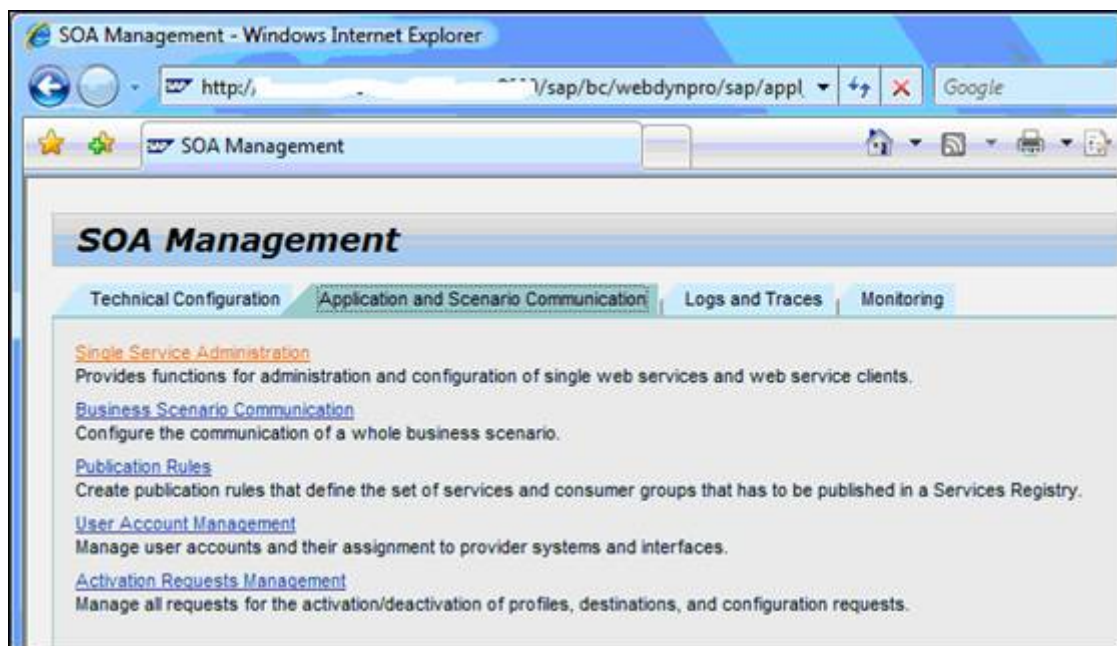 SOA Management - Windows Internet Explorer
http:/ /sap/bc/webdynpro/sap/appl
Google
SOA Management
SOA Management
Technical Configuration Application and Scenario Communication Logs and Traces Monitoring
Single Service Administration
Provides functions for administration and configuration of single web services and web service clients.
Business Scenario Communication
Configure the communication of a whole business scenario.
Publication Rules
Create publication rules that define the set of services and consumer groups that has to be published in a Services Registry.
User Account Management
Manage user accounts and their assignment to provider systems and interfaces.
Activation Requests Management
Manage all requests for the activation/deactivation of profiles, destinations, and configuration requests.